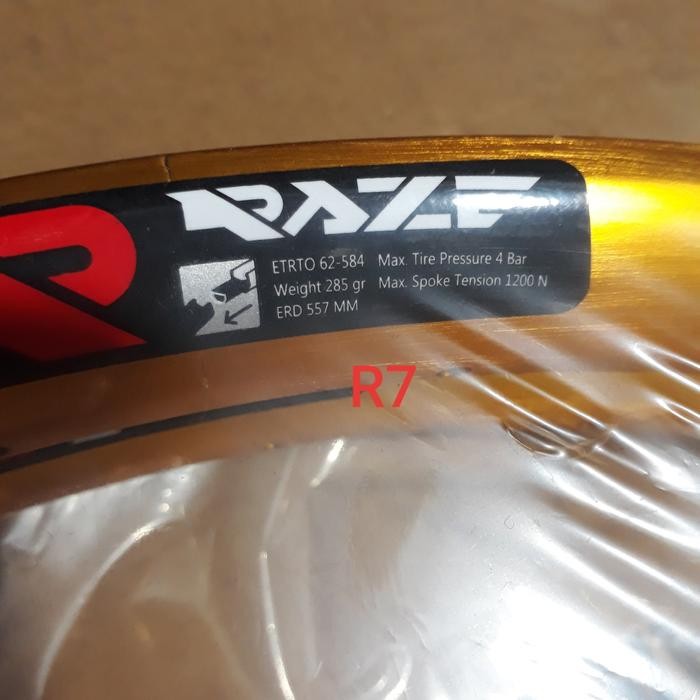 RAZE
ETRTO 62-584 Max. Tire Pressure 4 Bar
Weight 285 gr Max. Spoke Tension 1200 N
ERD 557 MM
R7